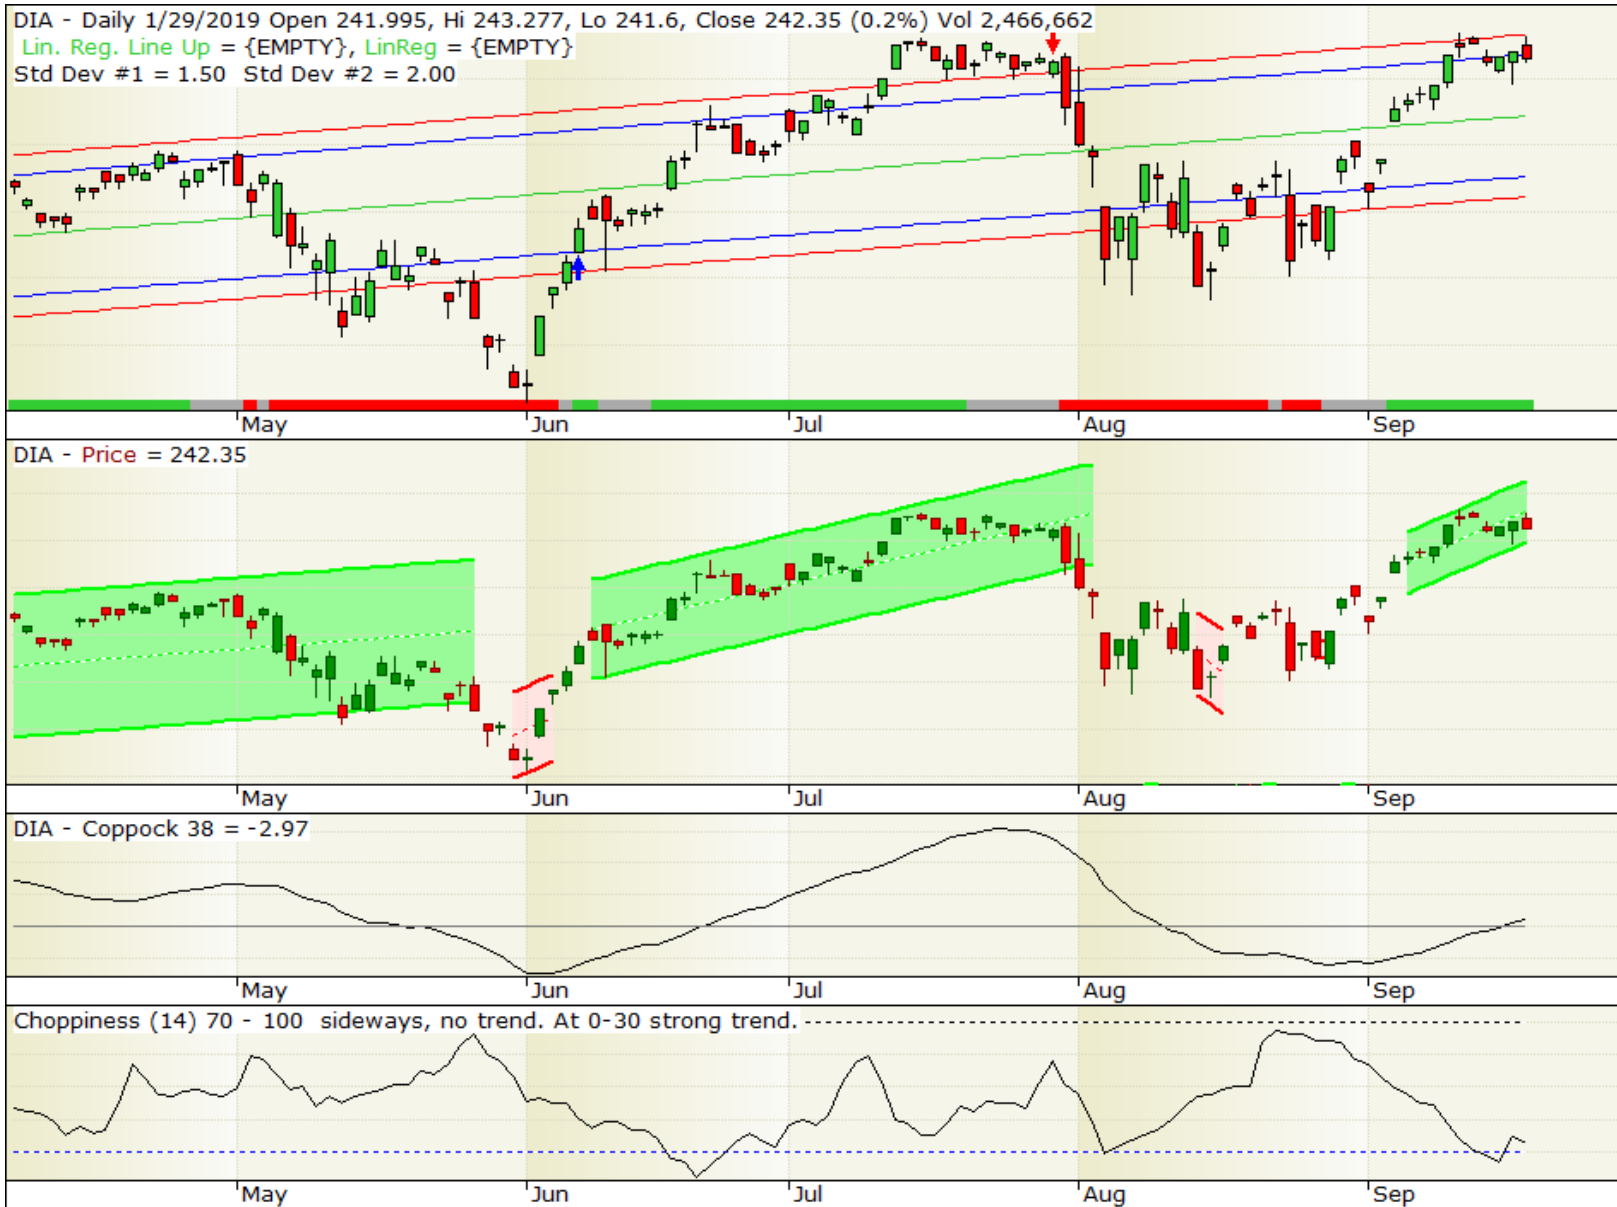 DIA - Daily 1/29/2019 Open 241.995, Hi 243.277, Lo 241.6, Close 242.35 (0.2%) Vol 2,466,662
Lin. Reg. Line Up = {EMPTY}, LinReg = {EMPTY}
Std Dev #1 = 1.50 Std Dev #2 = 2.00
May Jun Jul Aug Sep
DIA - Price = 242.35
May Jun Jul Aug Sep
DIA - Coppock 38 = -2.97
May Jun Jul Aug Sep
Choppiness (14) 70 - 100 sideways, no trend. At 0-30 strong trend.
May Jun Jul Aug Sep